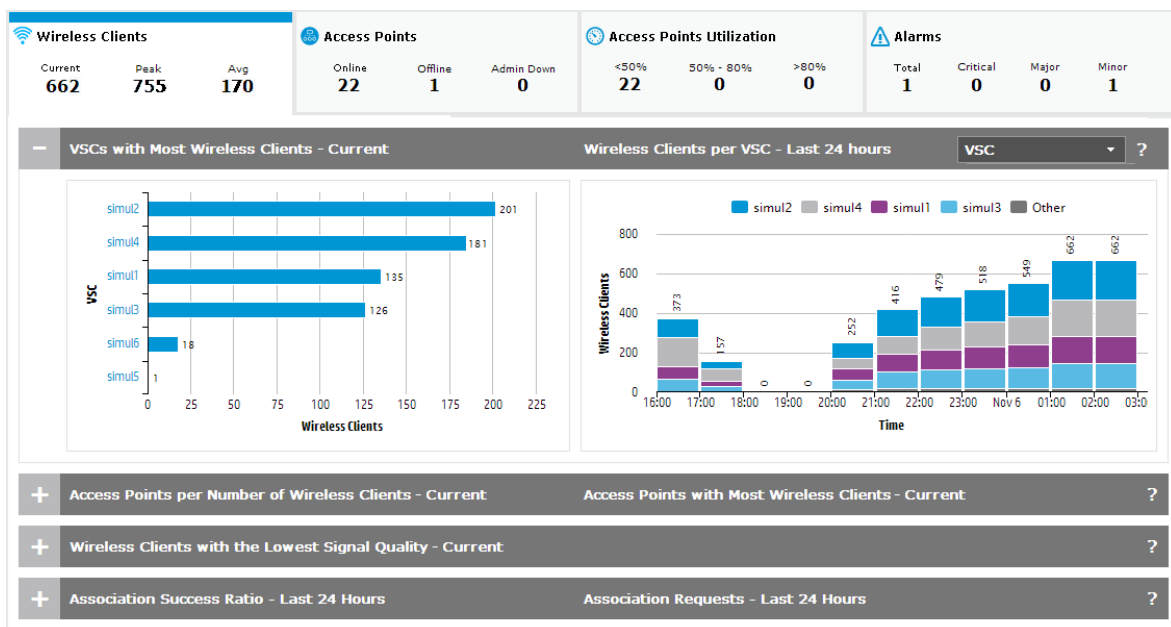 Wireless Clients
Current Peak Avg
662 755 170
Access Points
Online Offline Admin Down
22 1 0
Access Points Utilization
<50% 50% - 80% >80%
22 0 0
Alarms
Total Critical Major Minor
1 0 0 1
VSCs with Most Wireless Clients - Current
Wireless Clients per VSC - Last 24 hours
VSC
?
VSC
simul2 201
simul4 181
simul1 135
simul3 126
simul6 18
simul5 1
0 25 50 75 100 125 150 175 200 225
Wireless Clients
simul2 simul4 simul1 simul3 Other
Wireless Clients
800
600
400
200
0
373 157 0 0 252 416 479 518 549 662 662
16:00 17:00 18:00 19:00 20:00 21:00 22:00 23:00 Nov 6 01:00 02:00 03:0
Time
Access Points per Number of Wireless Clients - Current
Access Points with Most Wireless Clients - Current
?
Wireless Clients with the Lowest Signal Quality - Current
?
Association Success Ratio - Last 24 Hours
Association Requests - Last 24 Hours
?